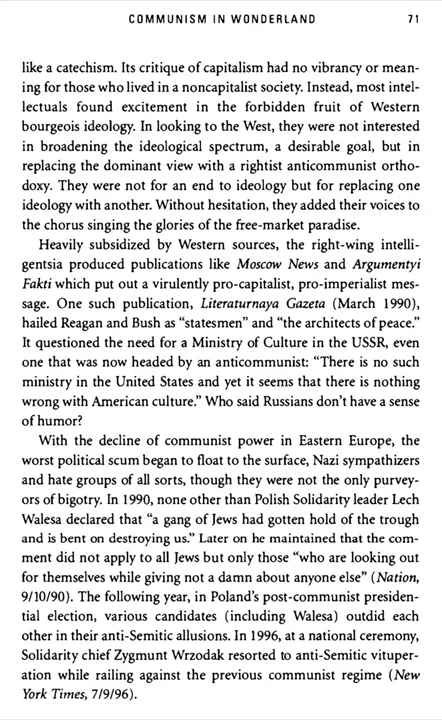 COMMUNISM IN WONDERLAND 71
like a catechism. Its critique of capitalism had no vibrancy or mean-
ing for those who lived in a noncapitalist society. Instead, most intel-
lectuals found excitement in the forbidden fruit of Western
bourgeois ideology. In looking to the West, they were not interested
in broadening the ideological spectrum, a desirable goal, but in
replacing the dominant view with a rightist anticommunist ortho-
doxy. They were not for an end to ideology but for replacing one
ideology with another. Without hesitation, they added their voices to
the chorus singing the glories of the free-market paradise.
Heavily subsidized by Western sources, the right-wing intelli-
gentsia produced publications like Moscow News and Argumentyi
Fakti which put out a virulently pro-capitalist, pro-imperialist mes-
sage. One such publication, Literaturnaya Gazeta (March 1990),
hailed Reagan and Bush as “statesmen” and “the architects of peace.”
It questioned the need for a Ministry of Culture in the USSR, even
one that was now headed by an anticommunist: “There is no such
ministry in the United States and yet it seems that there is nothing
wrong with American culture.” Who said Russians don’t have a sense
of humor?
With the decline of communist power in Eastern Europe, the
worst political scum began to float to the surface, Nazi sympathizers
and hate groups of all sorts, though they were not the only purvey-
ors of bigotry. In 1990, none other than Polish Solidarity leader Lech
Walesa declared that “a gang of Jews had gotten hold of the trough
and is bent on destroying us.” Later on he maintained that the com-
ment did not apply to all Jews but only those “who are looking out
for themselves while giving not a damn about anyone else” (Nation,
9/10/90). The following year, in Poland’s post-communist presiden-
tial election, various candidates (including Walesa) outdid each
other in their anti-Semitic allusions. In 1996, at a national ceremony,
Solidarity chief Zygmunt Wrzodak resorted to anti-Semitic vituper-
ation while railing against the previous communist regime (New
York Times, 7/9/96).